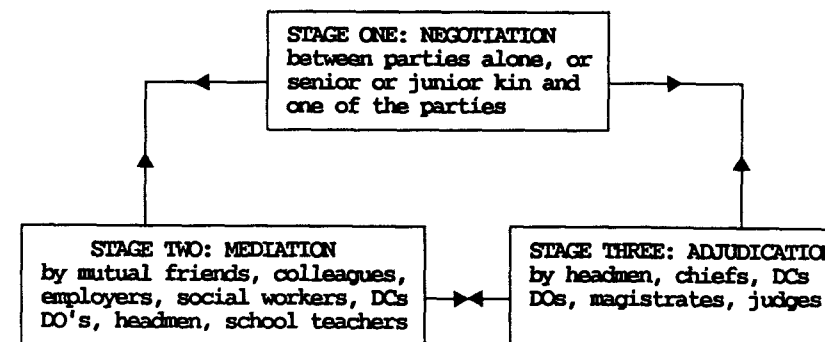 STAGE ONE: NEGOTIATION
between parties alone, or
senior or junior kin and
one of the parties
STAGE TWO: MEDIATION
by mutual friends, colleagues,
employers, social workers, DCs
DO's, headmen, school teachers
STAGE THREE: ADJUDICATION
by headmen, chiefs, DCs
DOs, magistrates, judges